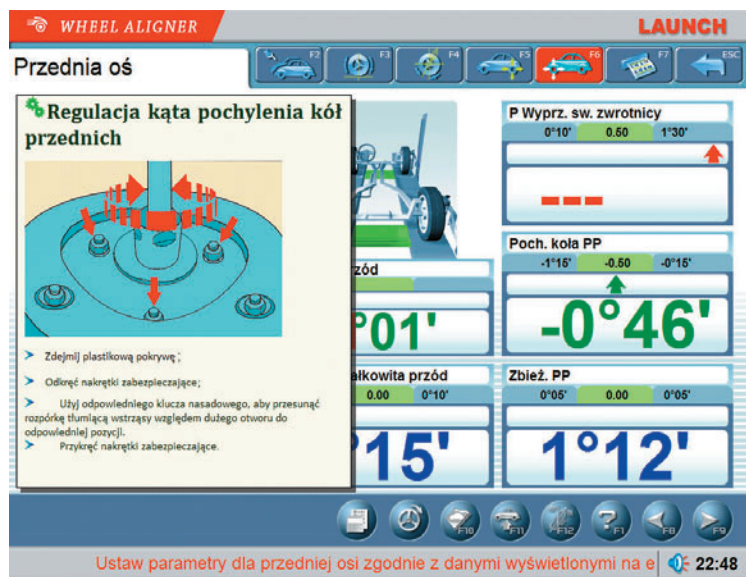 WHEEL ALIGNER
LAUNCH
Przednia oś
F2
F3
F4
F5
F6
F7
ESC
Regulacja kąta pochylenia kół
przednich
Zdejmij plastikową pokrywę;
Odkręć nakrętki zabezpieczające;
Użyj odpowiedniego klucza nasadowego, aby przesunąć
rozpórkę tłumiącą wstrząsy względem dużego otworu do
odpowiedniej pozycji.
Przykręć nakrętki zabezpieczające.
P Wyprz. sw. zwrotnicy
0°10' 0.50 1°30'
---
zód
°01'
Poch. koła PP
-1°15' -0.50 -0°15'
-0°46'
ałkowita przód
0.00 0°10'
°15'
Zbież. PP
0°05' 0.00 0°05'
1°12'
F10
F11
F12
F1
F8
F9
Ustaw parametry dla przedniej osi zgodnie z danymi wyświetlonymi na e
22:48